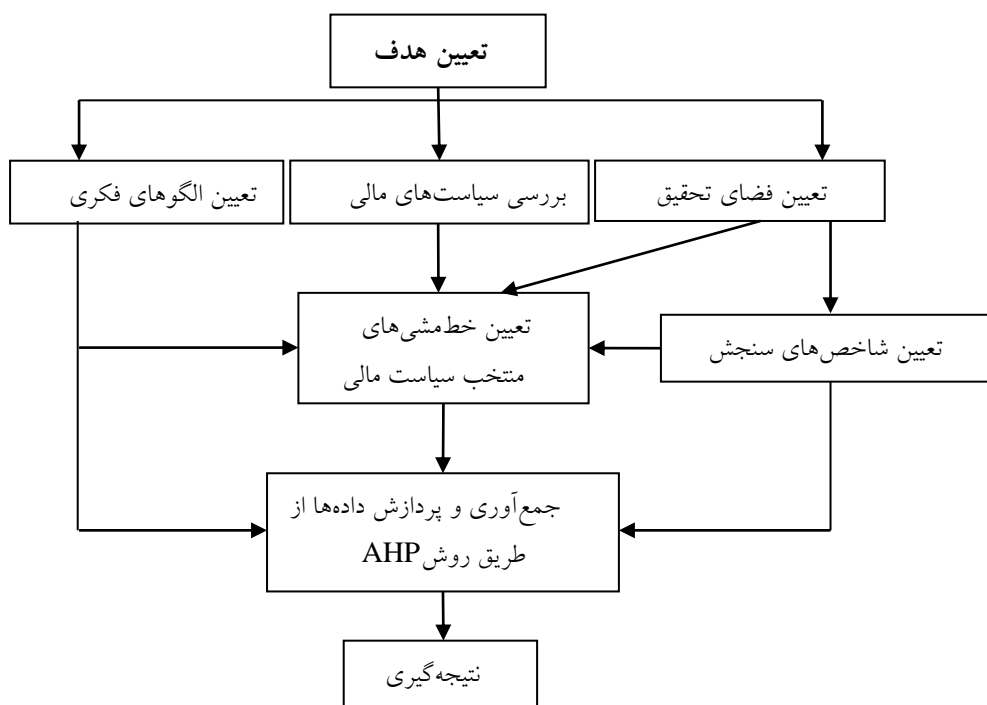 تعیین هدف
تعیین فضای تحقیق
بررسی سیاست‌های مالی
تعیین الگوهای فکری
تعیین خط‌مشی‌های
منتخب سیاست مالی
تعیین شاخص‌های سنجش
جمع‌آوری و پردازش داده‌ها از
طریق روش AHP
نتیجه‌گیری